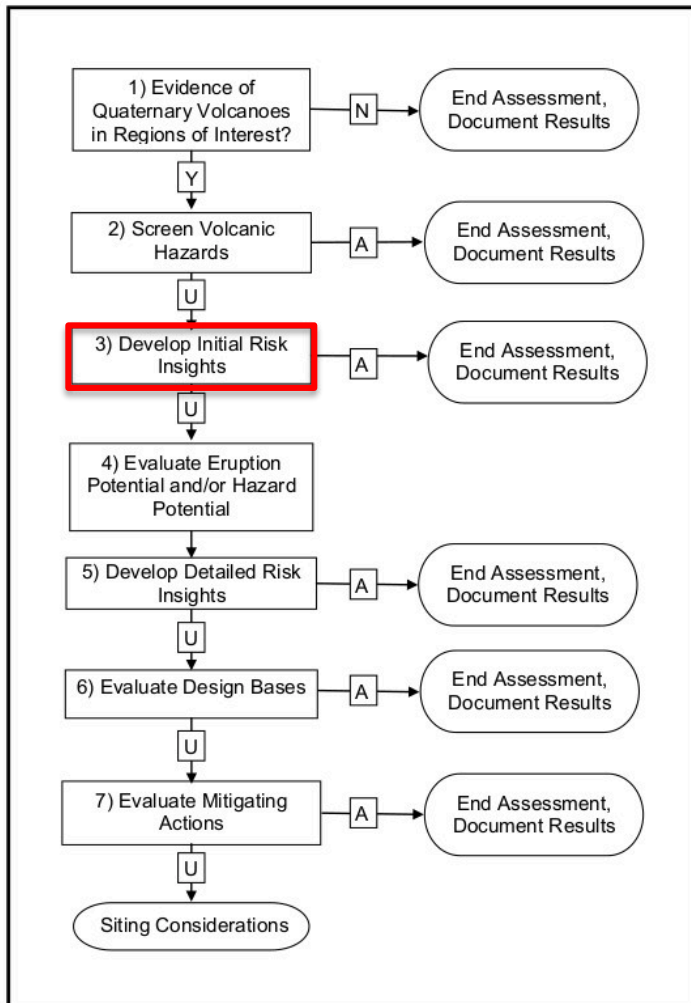 1) Evidence of
Quaternary Volcanoes
in Regions of Interest?
N
End Assessment,
Document Results
Y
2) Screen Volcanic
Hazards
A
End Assessment,
Document Results
U
3) Develop Initial Risk
Insights
A
End Assessment,
Document Results
U
4) Evaluate Eruption
Potential and/or Hazard
Potential
5) Develop Detailed Risk
Insights
A
End Assessment,
Document Results
U
6) Evaluate Design Bases
A
End Assessment,
Document Results
U
7) Evaluate Mitigating
Actions
A
End Assessment,
Document Results
U
Siting Considerations